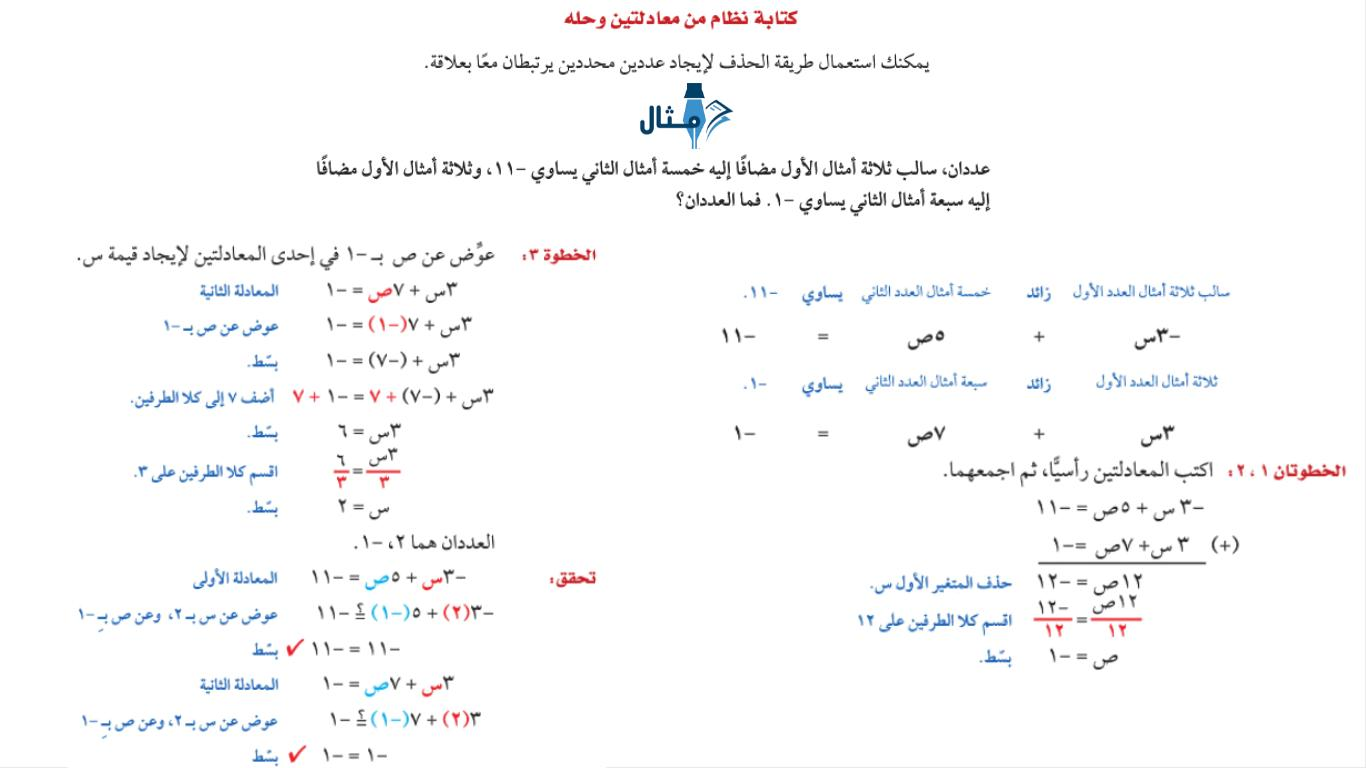 كتابة نظام من معادلتين وحله
يمكنك استعمال طريقة الحذف لإيجاد عددين محددين يرتبطان معًا بعلاقة.
مثال
عددان، سالب ثلاثة أمثال الأول مضافًا إليه خمسة أمثال الثاني يساوي -١١، وثلاثة أمثال الأول مضافًا
إليه سبعة أمثال الثاني يساوي -١. فما العددان؟
سالب ثلاثة أمثال العدد الأول زائد خمسة أمثال العدد الثاني يساوي -١١.
-٣س + ٥ص = -١١
ثلاثة أمثال العدد الأول زائد سبعة أمثال العدد الثاني يساوي -١.
٣س + ٧ص = -١
الخطوتان ١، ٢: اكتب المعادلتين رأسيًّا، ثم اجمعهما.
-٣ س + ٥ص = -١١
(+) ٣ س + ٧ص = -١
١٢ص = -١٢ حذف المتغير الأول س.
١٢ص/١٢ = -١٢/١٢ اقسم كلا الطرفين على ١٢
ص = -١ بسّط.
الخطوة ٣: عوِّض عن ص بـ -١ في إحدى المعادلتين لإيجاد قيمة س.
٣س + ٧ص = -١ المعادلة الثانية
٣س + ٧(-١) = -١ عوض عن ص بـ -١
٣س + (-٧) = -١ بسّط.
٣س + (-٧) + ٧ = -١ + ٧ أضف ٧ إلى كلا الطرفين.
٣س = ٦ بسّط.
٣س/٣ = ٦/٣ اقسم كلا الطرفين على ٣.
س = ٢ بسّط.
العددان هما ٢، -١.
تحقق: -٣س + ٥ص = -١١ المعادلة الأولى
-٣(٢) + ٥(-١) ≟ -١١ عوض عن س بـ ٢، وعن ص بـِ -١
-١١ = -١١ ✓ بسّط
٣س + ٧ص = -١ المعادلة الثانية
٣(٢) + ٧(-١) ≟ -١ عوض عن س بـ ٢، وعن ص بـِ -١
-١ = -١ ✓ بسّط